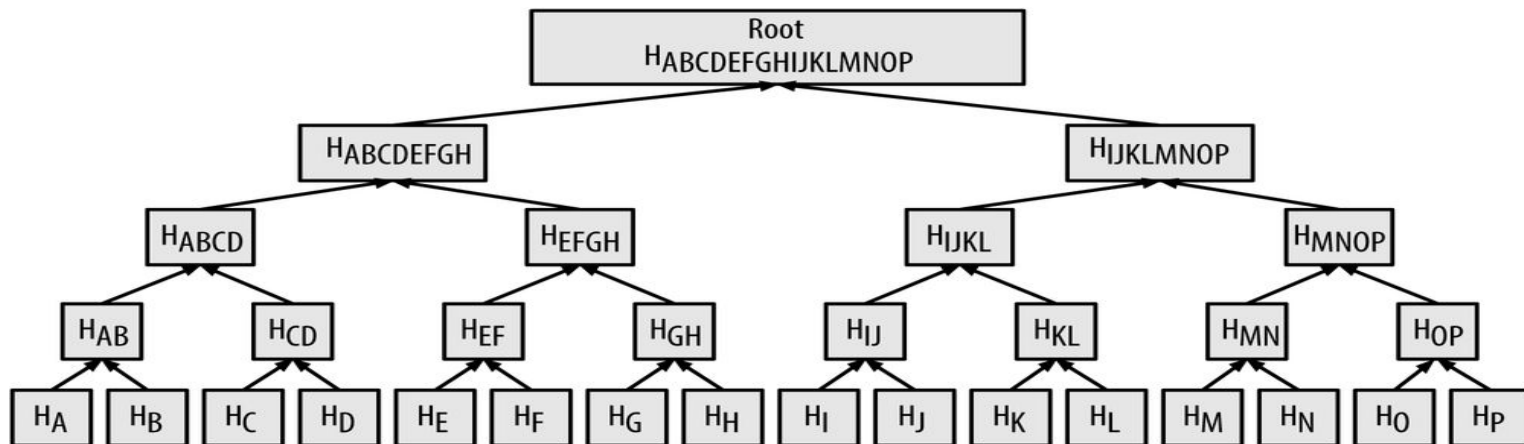 Root
HABCDEFGHIJKLMNOP
HABCDEFGH HIJKLMNOP
HABCD HEFGH HIJKL HMNOP
HAB HCD HEF HGH HIJ HKL HMN HOP
HA HB HC HD HE HF HG HH HI HJ HK HL HM HN HO HP